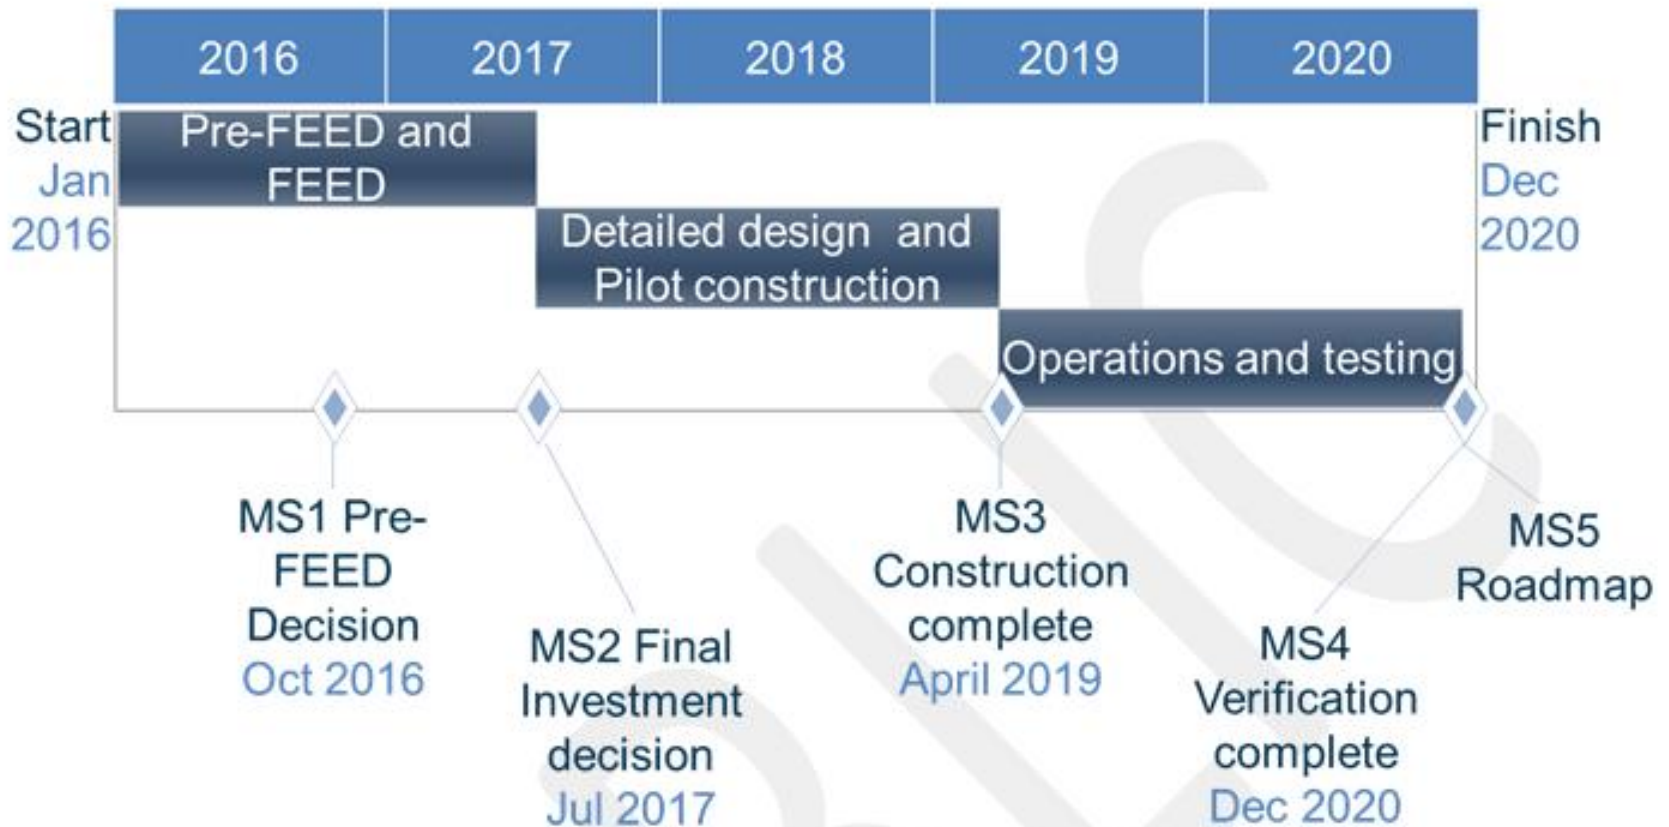 2016 2017 2018 2019 2020
Start
Jan
2016
Pre-FEED and
FEED
Finish
Dec
2020
Detailed design and
Pilot construction
Operations and testing
MS1 Pre-
FEED
Decision
Oct 2016
MS2 Final
Investment
decision
Jul 2017
MS3
Construction
complete
April 2019
MS4
Verification
complete
Dec 2020
MS5
Roadmap